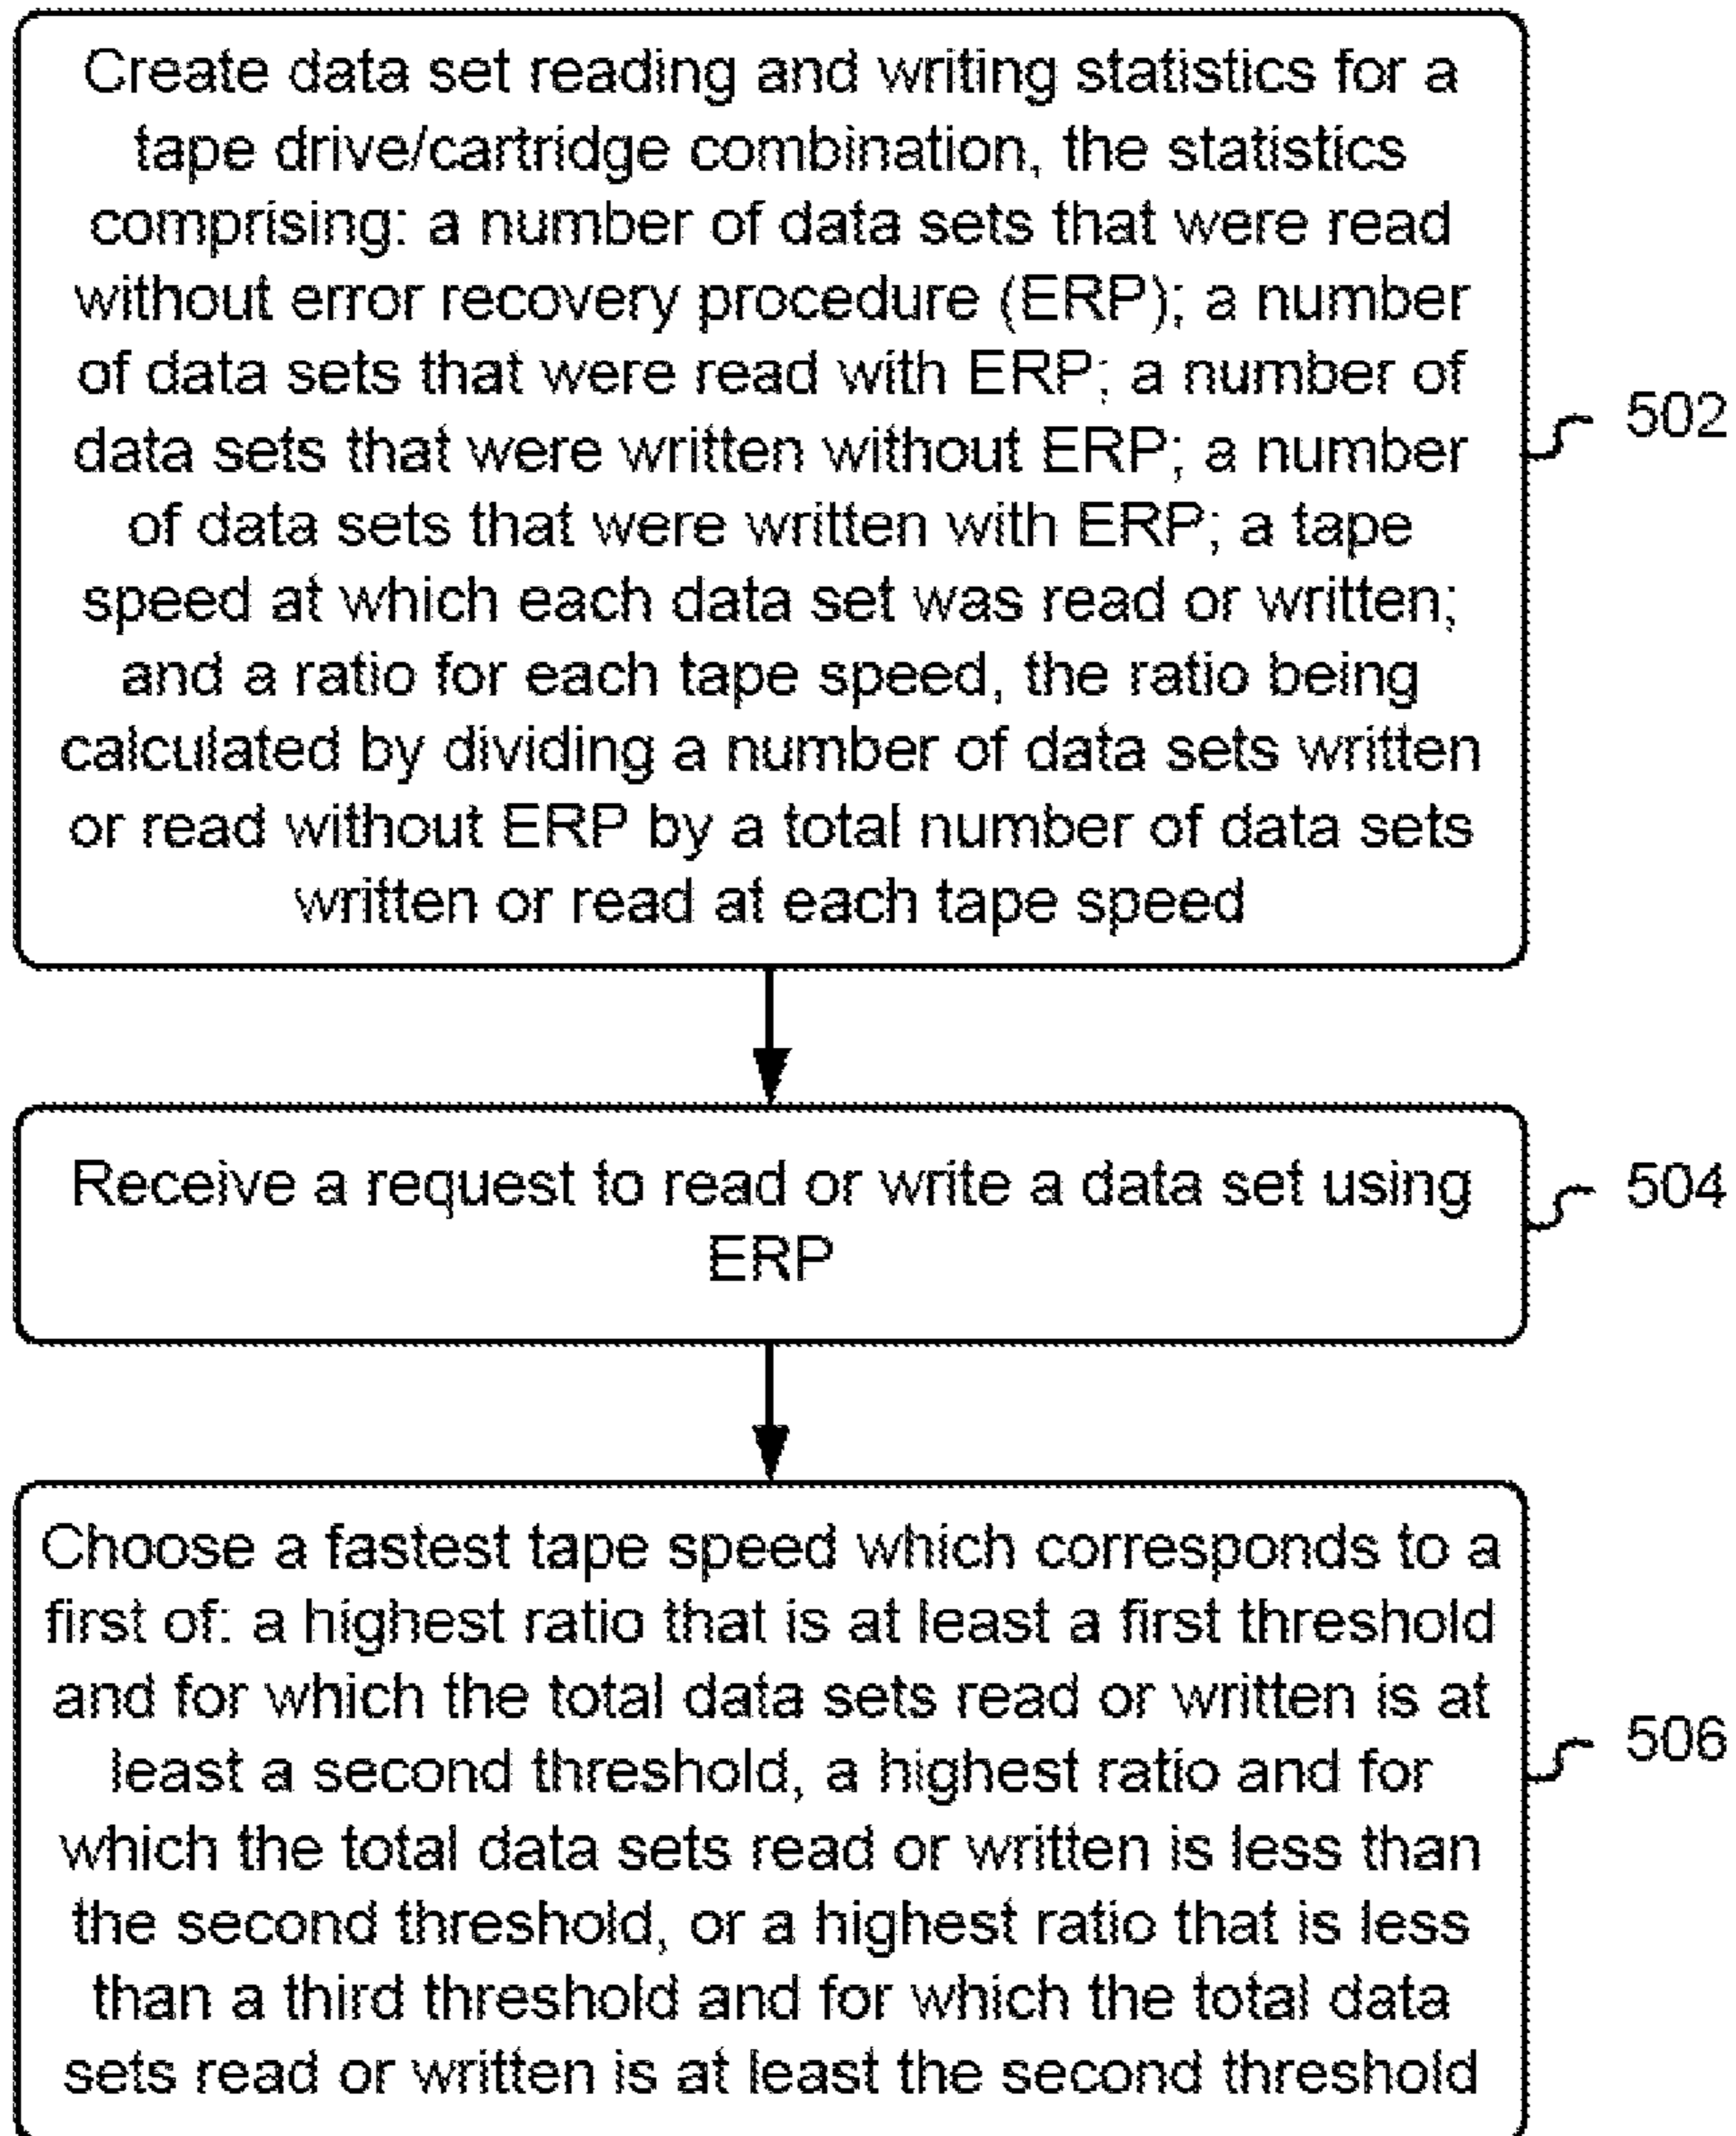 Create data set reading and writing statistics for a
tape drive/cartridge combination, the statistics
comprising: a number of data sets that were read
without error recovery procedure (ERP); a number
of data sets that were read with ERP; a number of
data sets that were written without ERP; a number
of data sets that were written with ERP; a tape
speed at which each data set was read or written;
and a ratio for each tape speed, the ratio being
calculated by dividing a number of data sets written
or read without ERP by a total number of data sets
written or read at each tape speed
502
Receive a request to read or write a data set using
ERP
504
Choose a fastest tape speed which corresponds to a
first of: a highest ratio that is at least a first threshold
and for which the total data sets read or written is at
least a second threshold, a highest ratio and for
which the total data sets read or written is less than
the second threshold, or a highest ratio that is less
than a third threshold and for which the total data
sets read or written is at least the second threshold
506